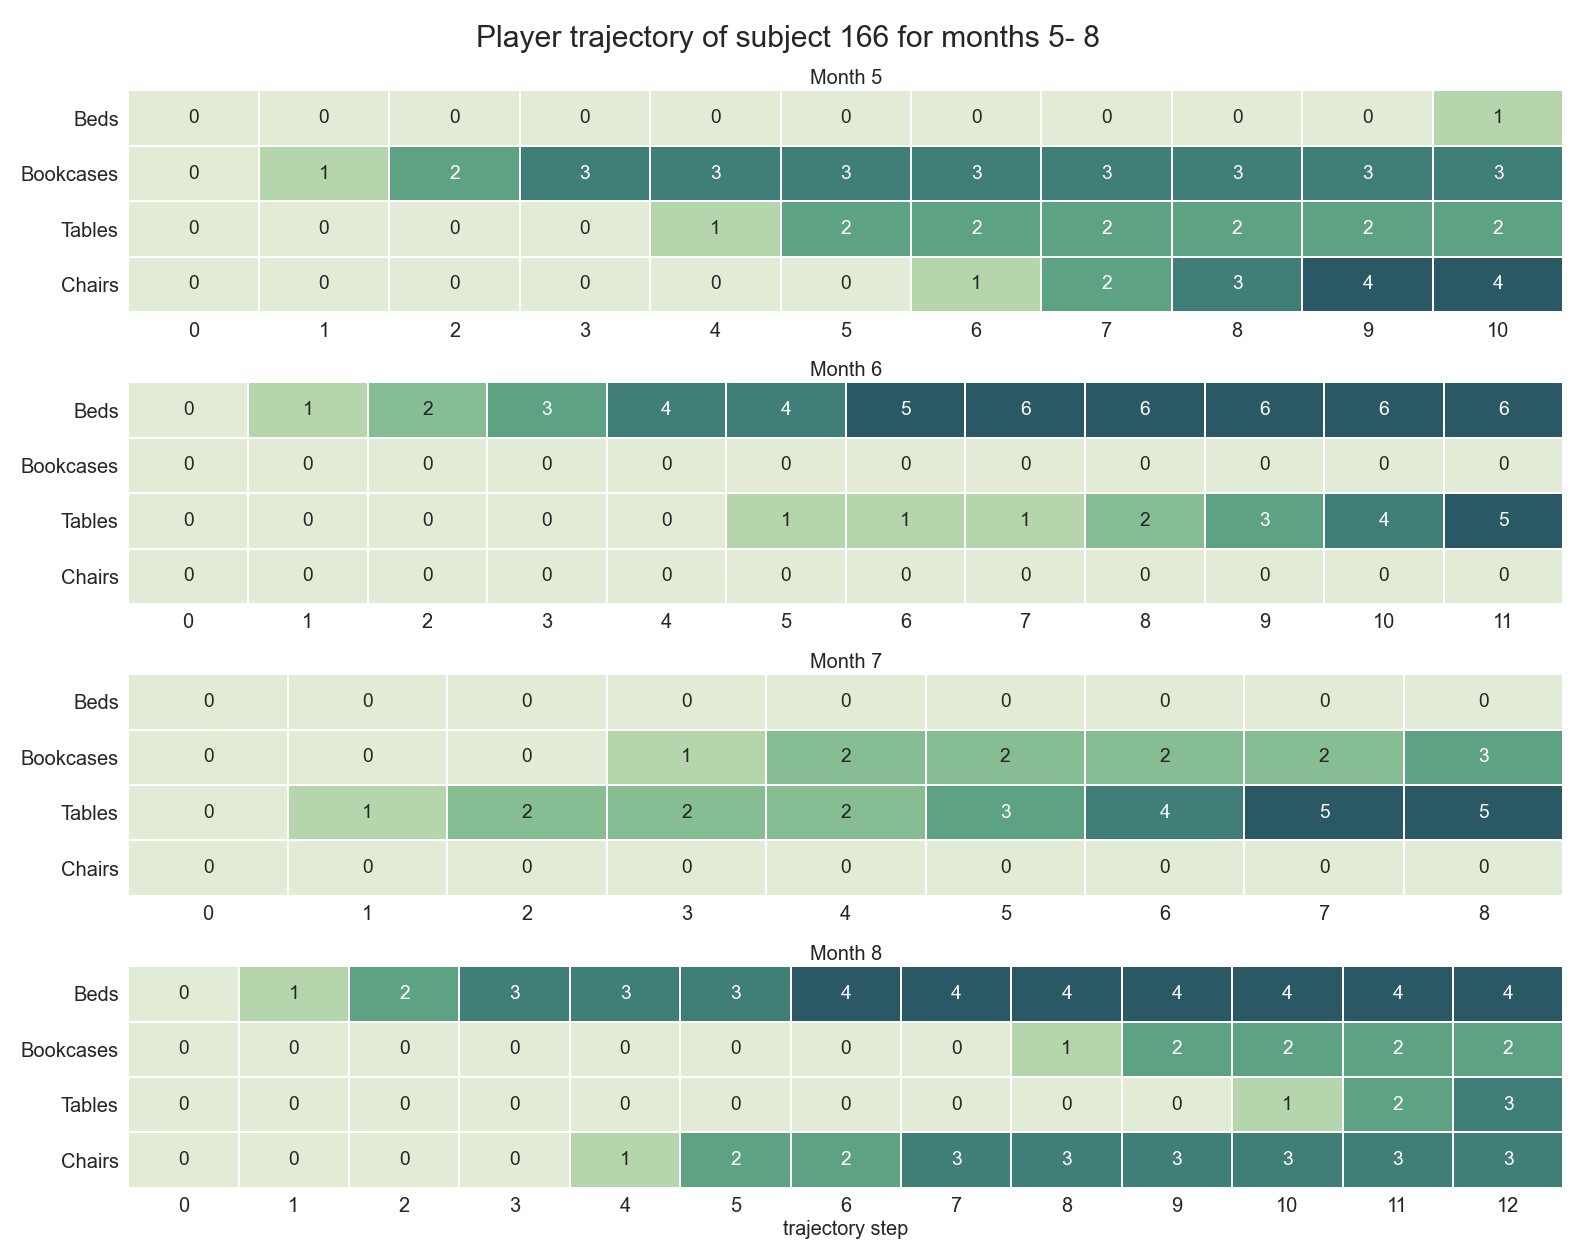 Player trajectory of subject 166 for months 5- 8
Month 5
Beds 0 0 0 0 0 0 0 0 0 0 1
Bookcases 0 1 2 3 3 3 3 3 3 3 3
Tables 0 0 0 0 1 2 2 2 2 2 2
Chairs 0 0 0 0 0 0 1 2 3 4 4
0 1 2 3 4 5 6 7 8 9 10
Month 6
Beds 0 1 2 3 4 4 5 6 6 6 6 6
Bookcases 0 0 0 0 0 0 0 0 0 0 0 0
Tables 0 0 0 0 0 1 1 1 2 3 4 5
Chairs 0 0 0 0 0 0 0 0 0 0 0 0
0 1 2 3 4 5 6 7 8 9 10 11
Month 7
Beds 0 0 0 0 0 0 0 0 0
Bookcases 0 0 0 1 2 2 2 2 3
Tables 0 1 2 2 2 3 4 5 5
Chairs 0 0 0 0 0 0 0 0 0
0 1 2 3 4 5 6 7 8
Month 8
Beds 0 1 2 3 3 3 4 4 4 4 4 4 4
Bookcases 0 0 0 0 0 0 0 0 1 2 2 2 2
Tables 0 0 0 0 0 0 0 0 0 0 1 2 3
Chairs 0 0 0 0 1 2 2 3 3 3 3 3 3
0 1 2 3 4 5 6 7 8 9 10 11 12
trajectory step